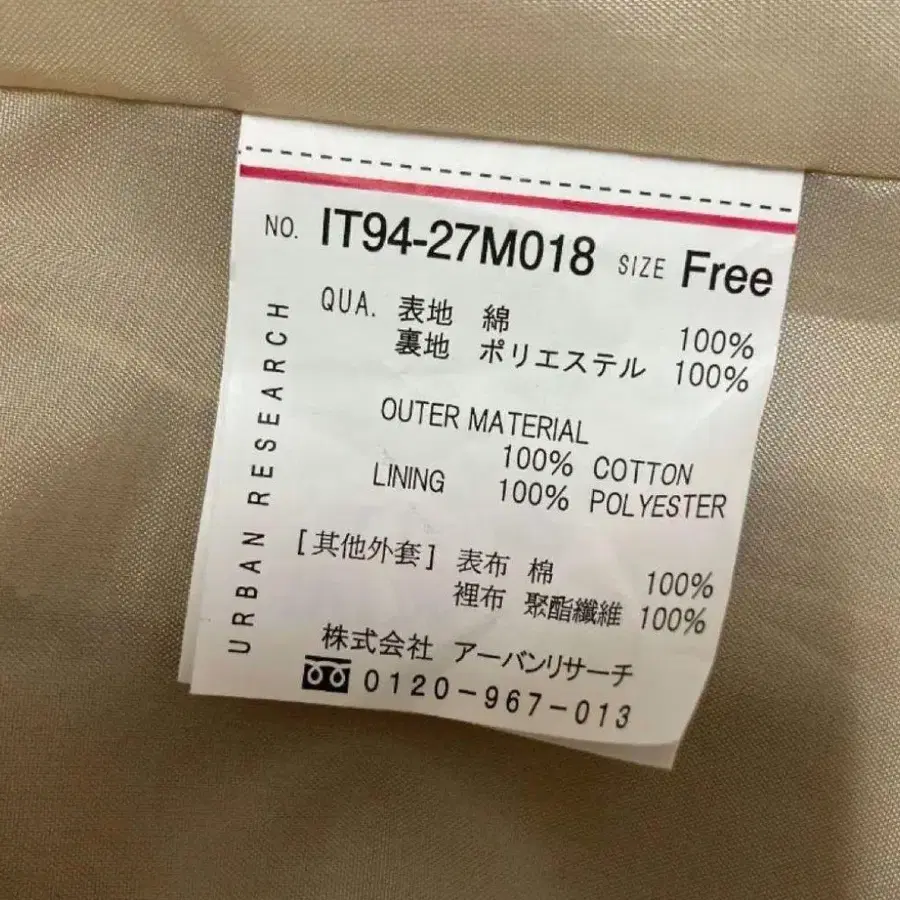 NO. IT94-27M018 SIZE Free
QUA. 表地 綿 100%
裏地 ポリエステル 100%
OUTER MATERIAL
100% COTTON
LINING 100% POLYESTER
[其他外套] 表布 棉 100%
裡布 聚酯纖維 100%
株式会社 アーバンリサーチ
0120-967-013
URBAN RESEARCH